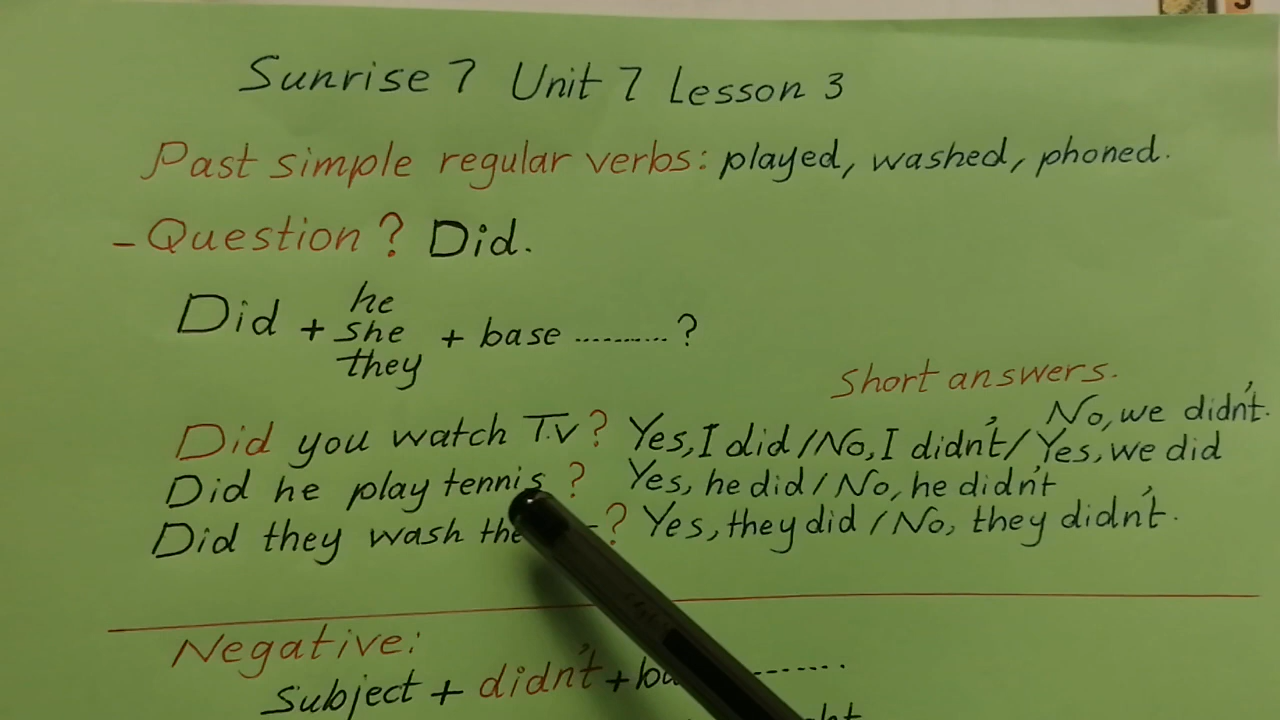 Sunrise 7 Unit 7 Lesson 3
Past simple regular verbs: played, washed, phoned.
- Question? Did.
Did + he she they + base ..........?
Short answers.
Did you watch T.V? Yes, I did / No, I didn't / Yes, we did No, we didn't.
Did he play tennis? Yes, he did / No, he didn't
Did they wash the ? Yes, they did / No, they didn't.
Negative:
Subject + didn't +